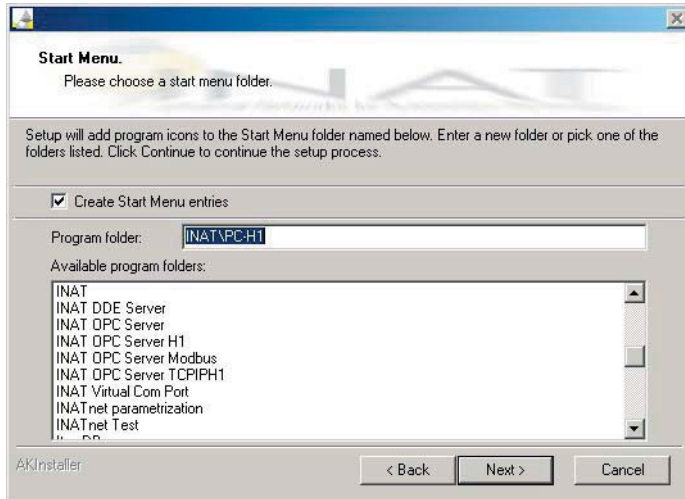 Start Menu.
Please choose a start menu folder.
INAT
Setup will add program icons to the Start Menu folder named below. Enter a new folder or pick one of the
folders listed. Click Continue to continue the setup process.
Create Start Menu entries
Program folder: INAT\PC-H1
Available program folders:
INAT
INAT DDE Server
INAT OPC Server
INAT OPC Server H1
INAT OPC Server Modbus
INAT OPC Server TCPIPH1
INAT Virtual Com Port
INATnet parametrization
INATnet Test
AKInstaller
< Back Next > Cancel